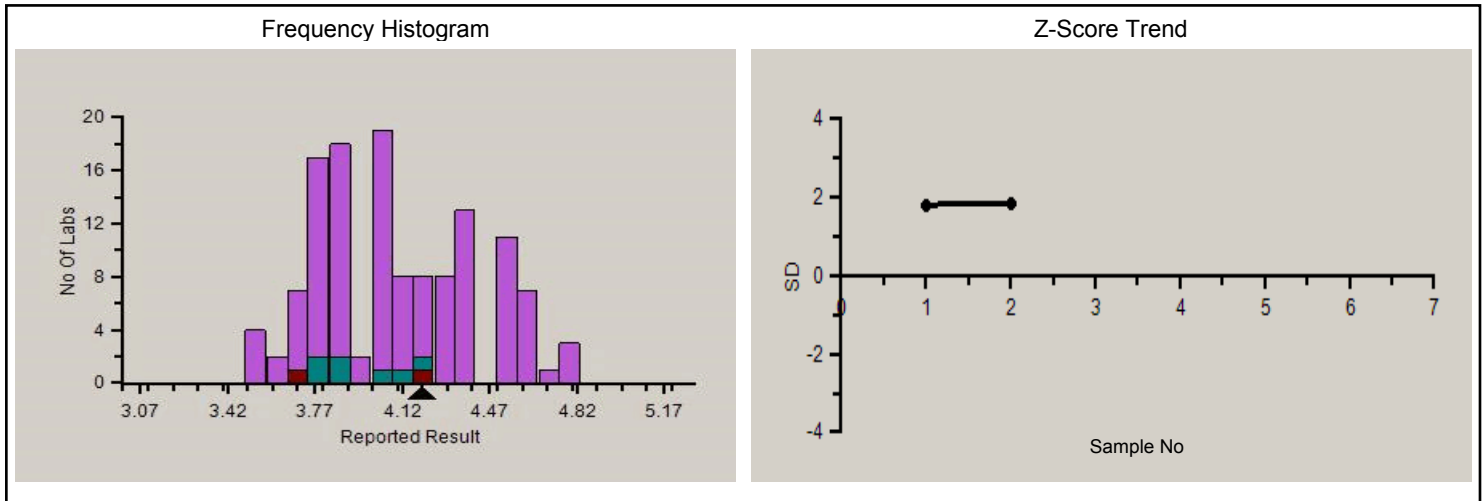 Frequency Histogram
20
16
12
8
4
0
No Of Labs
3.07 3.42 3.77 4.12 4.47 4.82 5.17
Reported Result
Z-Score Trend
4
2
0
-2
-4
SD
0 1 2 3 4 5 6 7
Sample No